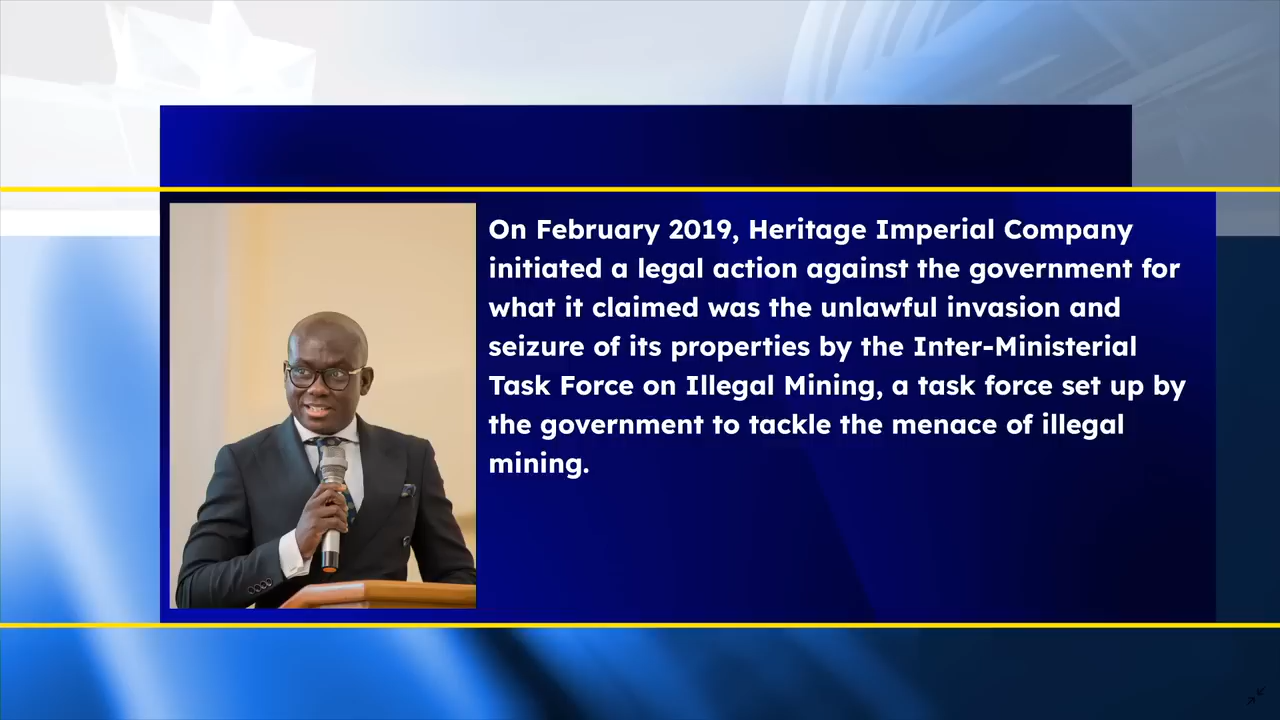 On February 2019, Heritage Imperial Company
initiated a legal action against the government for
what it claimed was the unlawful invasion and
seizure of its properties by the Inter-Ministerial
Task Force on Illegal Mining, a task force set up by
the government to tackle the menace of illegal
mining.